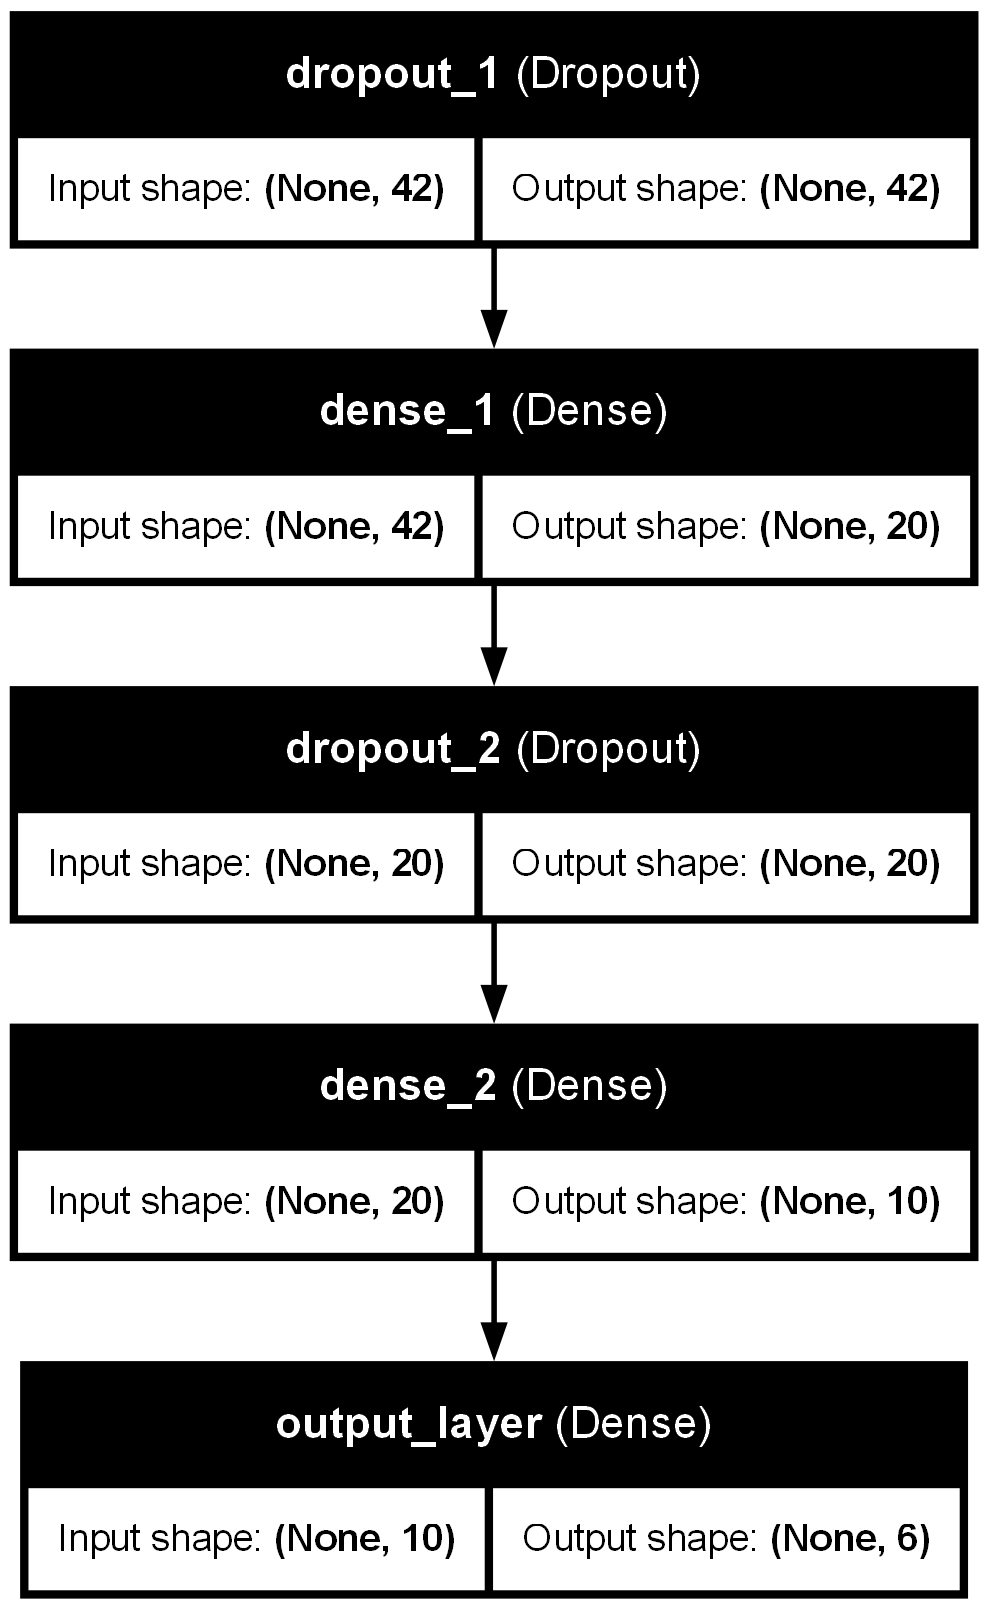 dropout_1 (Dropout)
Input shape: (None, 42) Output shape: (None, 42)
dense_1 (Dense)
Input shape: (None, 42) Output shape: (None, 20)
dropout_2 (Dropout)
Input shape: (None, 20) Output shape: (None, 20)
dense_2 (Dense)
Input shape: (None, 20) Output shape: (None, 10)
output_layer (Dense)
Input shape: (None, 10) Output shape: (None, 6)